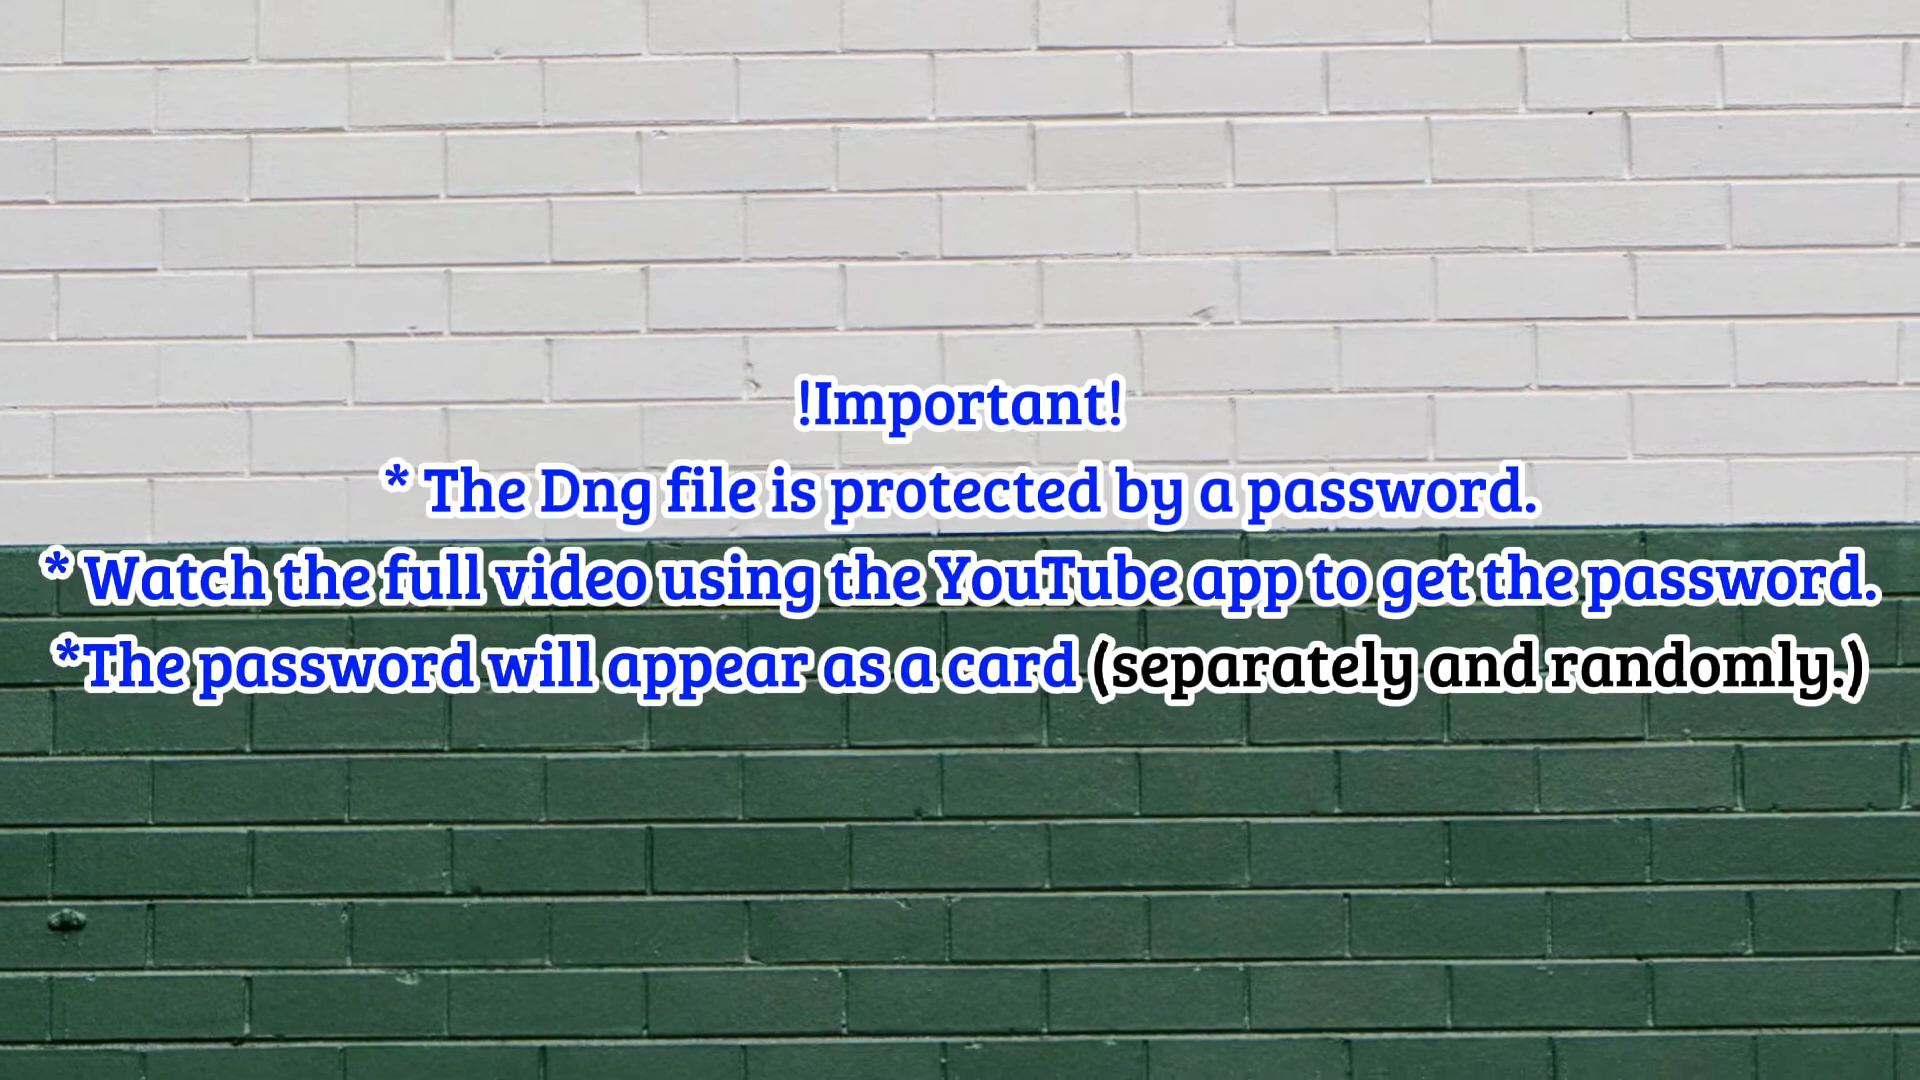 !Important!
* The Dng file is protected by a password.
* Watch the full video using the YouTube app to get the password.
*The password will appear as a card (separately and randomly.)